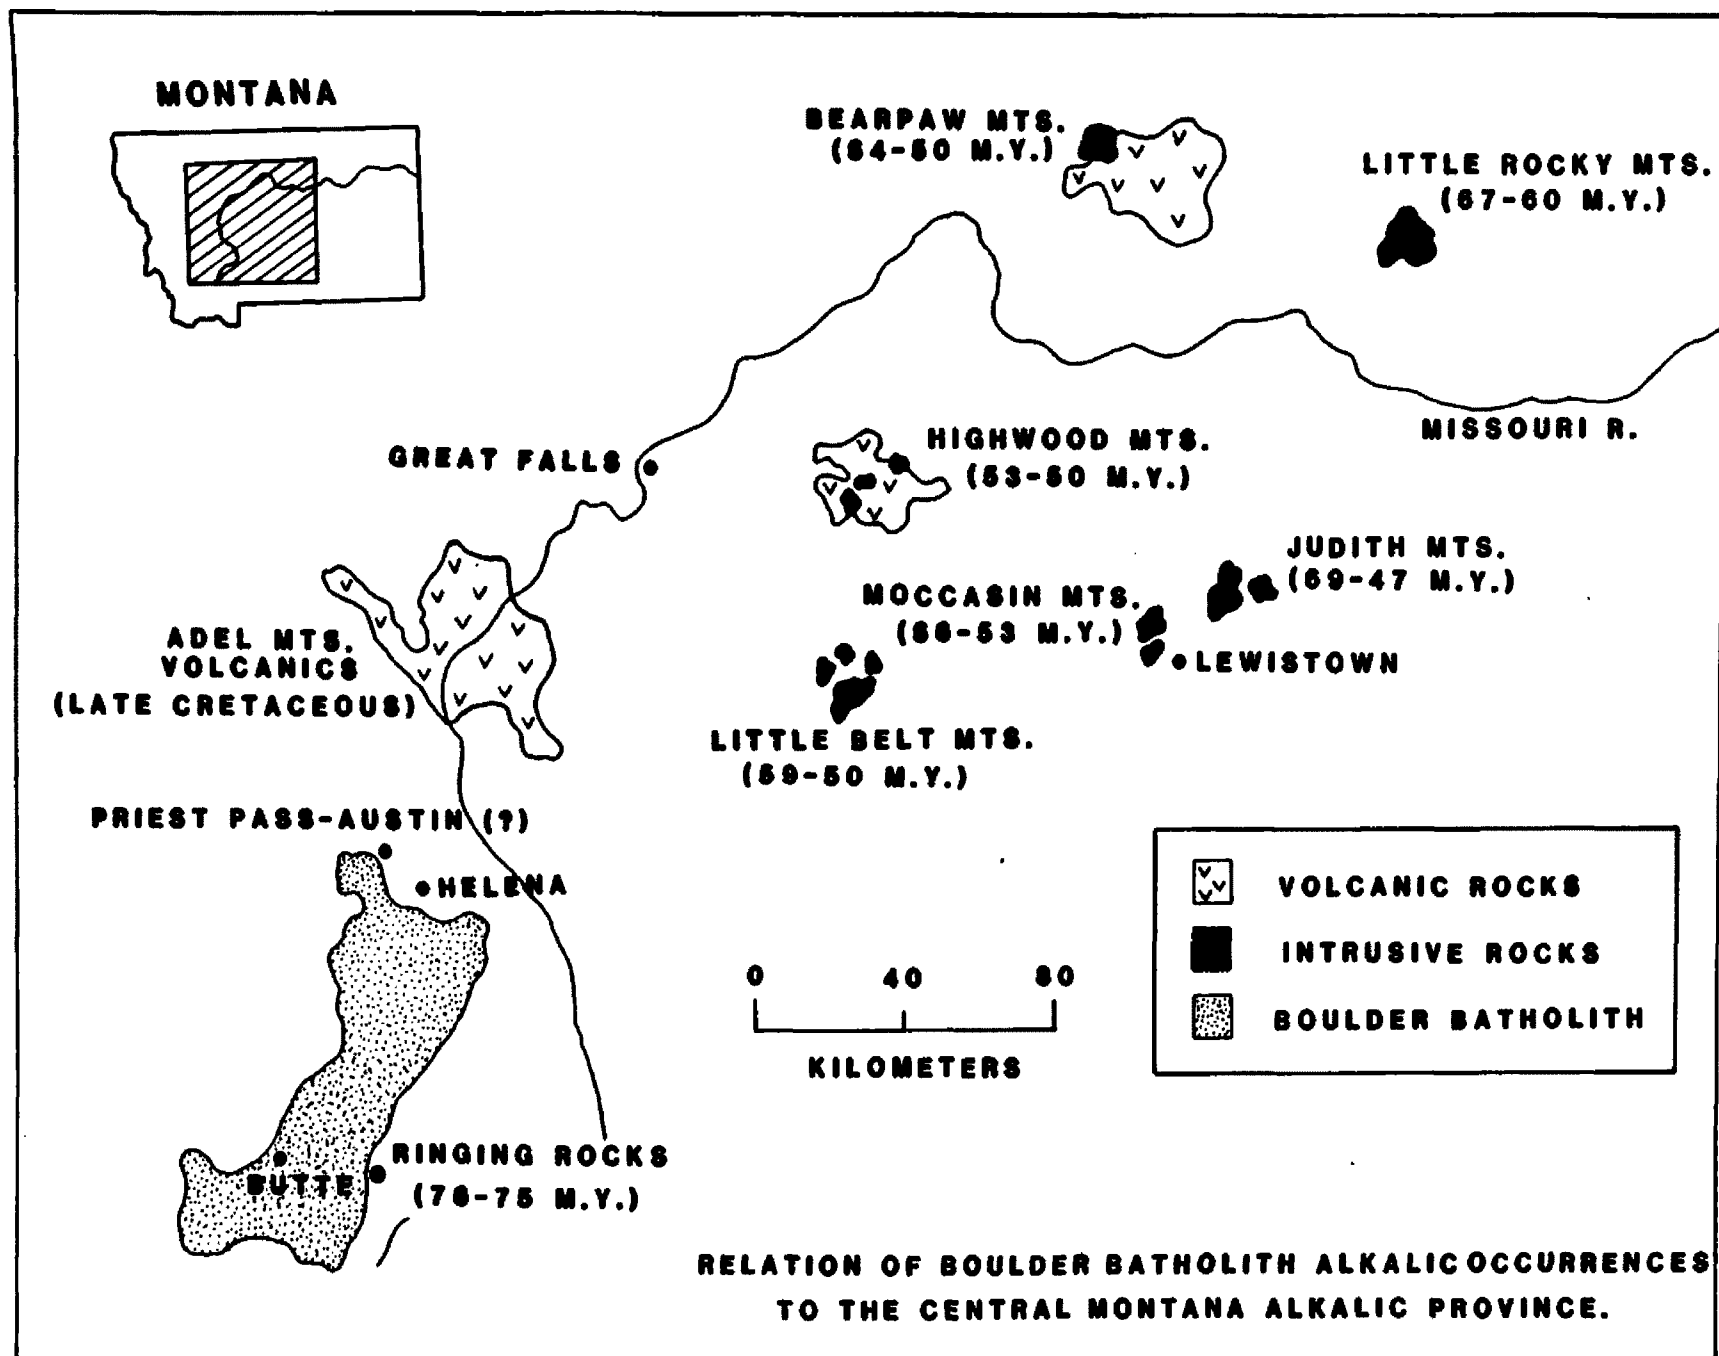 MONTANA
BEARPAW MTS.
(54-50 M.Y.)
LITTLE ROCKY MTS.
(67-60 M.Y.)
MISSOURI R.
GREAT FALLS
HIGHWOOD MTS.
(53-50 M.Y.)
JUDITH MTS.
(69-47 M.Y.)
MOCCASIN MTS.
(66-53 M.Y.)
LEWISTOWN
ADEL MTS.
VOLCANICS
(LATE CRETACEOUS)
LITTLE BELT MTS.
(59-50 M.Y.)
PRIEST PASS-AUSTIN (?)
HELENA
VOLCANIC ROCKS
INTRUSIVE ROCKS
BOULDER BATHOLITH
0 40 80
KILOMETERS
RINGING ROCKS
(76-75 M.Y.)
BUTTE
RELATION OF BOULDER BATHOLITH ALKALIC OCCURRENCES
TO THE CENTRAL MONTANA ALKALIC PROVINCE.